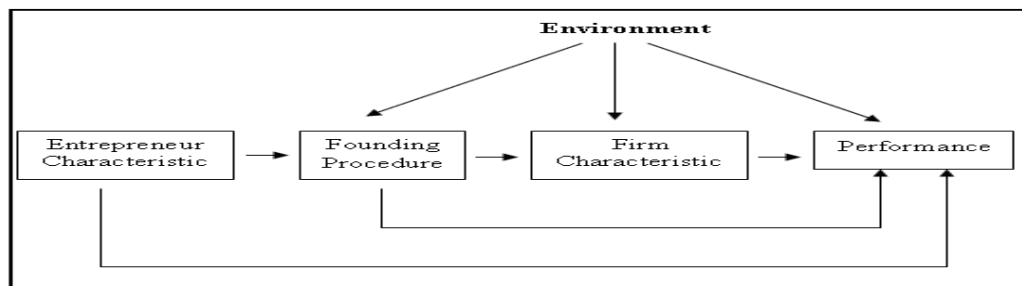 Environment
Entrepreneur
Characteristic
Founding
Procedure
Firm
Characteristic
Performance